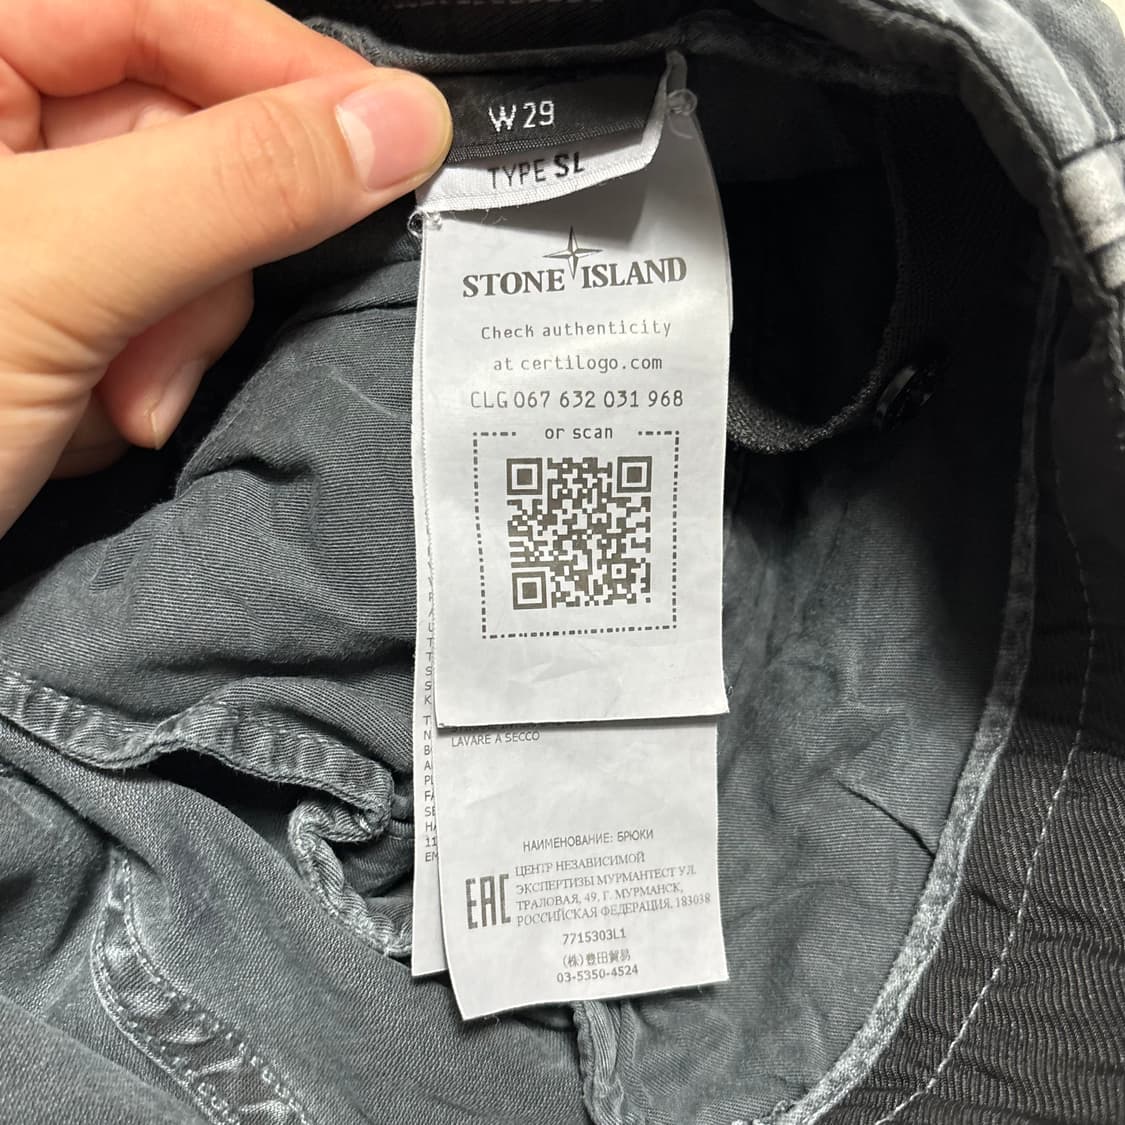 W 29
TYPE SL
STONE ISLAND
Check authenticity
at certilogo.com
CLG 067 632 031 968
or scan
LAVARE A SECCO
НАИМЕНОВАНИЕ: БРЮКИ
ЕАС
ЦЕНТР НЕЗАВИСИМОЙ
ЭКСПЕРТИЗЫ МУРМАНТЕСТ УЛ.
ТРАЛОВАЯ, 49, Г. МУРМАНСК,
РОССИЙСКАЯ ФЕДЕРАЦИЯ, 183038
7715303L1
(株)豊田貿易
03-5350-4524